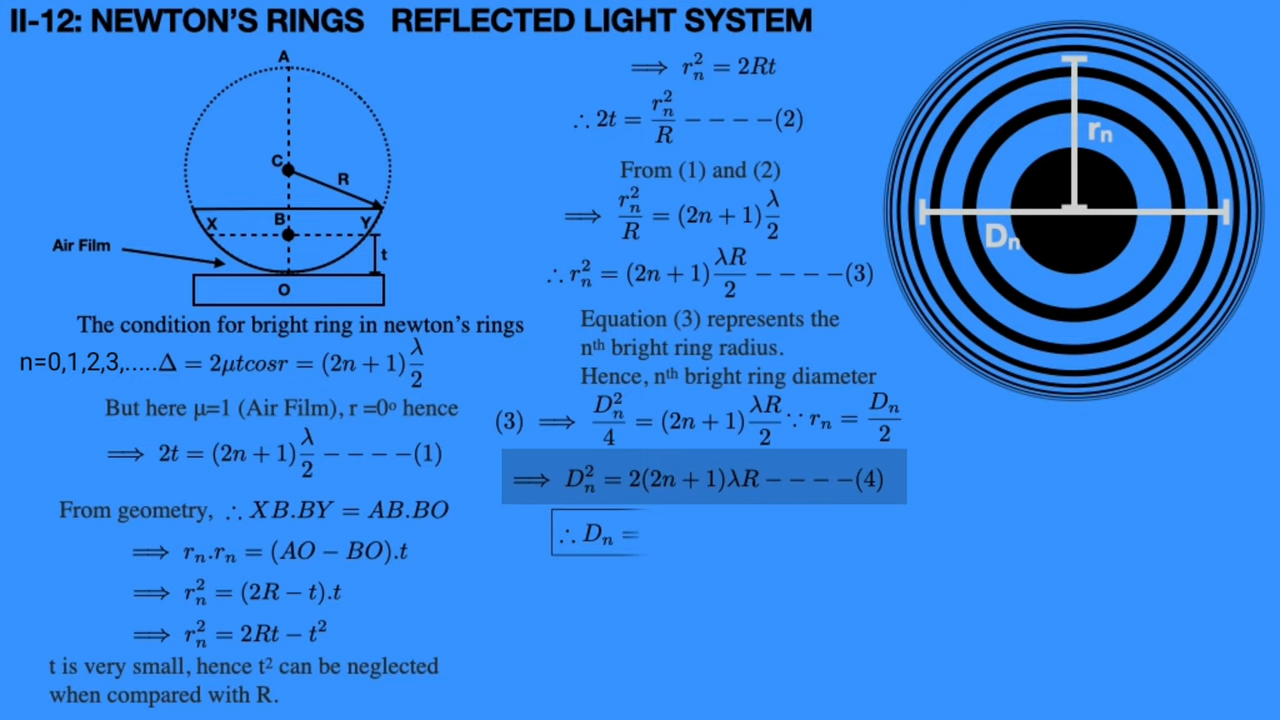 II-12: NEWTON'S RINGS REFLECTED LIGHT SYSTEM
A
C
R
X
B
Y
Air Film
t
O
The condition for bright ring in newton's rings
n=0,1,2,3,.....Δ = 2μtcosr = (2n + 1)λ/2
But here μ=1 (Air Film), r =0º hence
⟹ 2t = (2n + 1)λ/2 − − − −(1)
From geometry, ∴ XB.BY = AB.BO
⟹ rₙ.rₙ = (AO − BO).t
⟹ rₙ² = (2R − t).t
⟹ rₙ² = 2Rt − t²
t is very small, hence t² can be neglected
when compared with R.
⟹ rₙ² = 2Rt
∴ 2t = rₙ²/R − − − −(2)
From (1) and (2)
⟹ rₙ²/R = (2n + 1)λ/2
∴ rₙ² = (2n + 1)λR/2 − − − −(3)
Equation (3) represents the
nᵗʰ bright ring radius.
Hence, nᵗʰ bright ring diameter
(3) ⟹ Dₙ²/4 = (2n + 1)λR/2 ∵ rₙ = Dₙ/2
⟹ Dₙ² = 2(2n + 1)λR − − − −(4)
∴ Dₙ =
rₙ
Dₙ